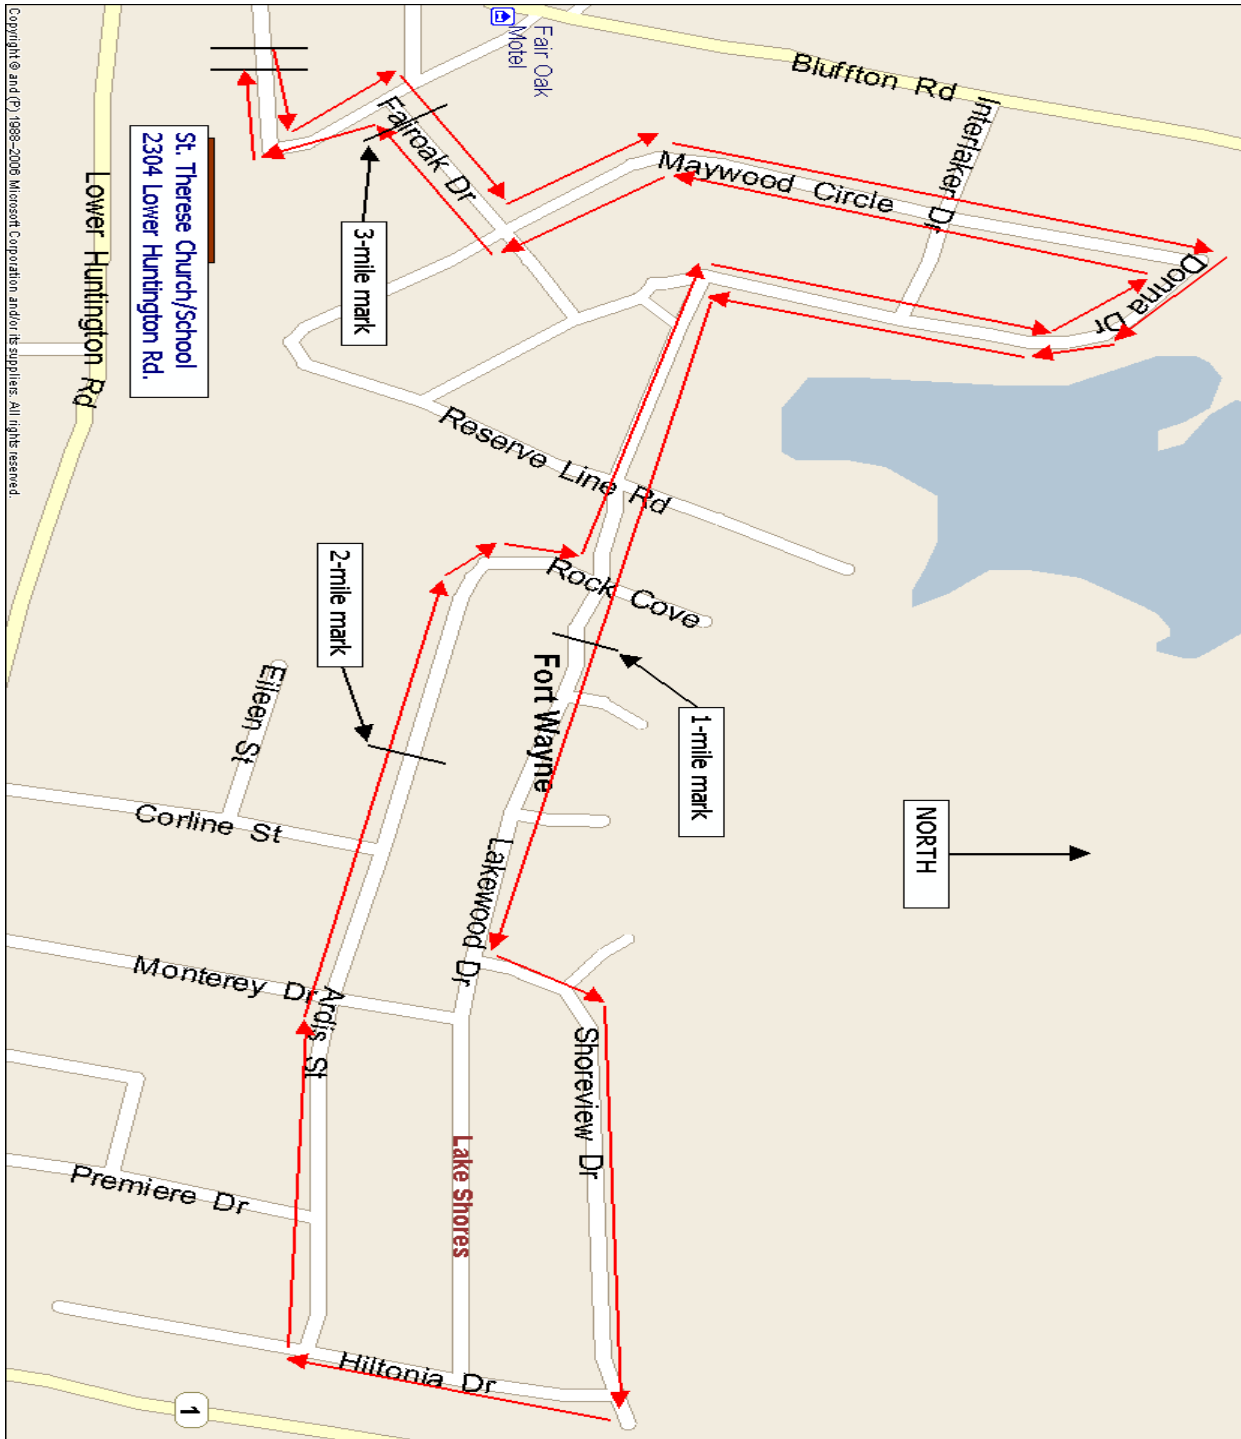 Bluffton Rd
Interlaken Dr
Fair Oak
Motel
Donna Dr
Maywood Circle
Fairoak Dr
3-mile mark
St. Therese Church/School
2304 Lower Huntington Rd.
Lower Huntington Rd
Reserve Line Rd
Rock Cove
1-mile mark
2-mile mark
Fort Wayne
Eileen St
NORTH
Corline St
Lakewood Dr
Monterey Dr
Ardis St
Shoreview Dr
Lake Shores
Premiere Dr
Hiltonia Dr
1
Copyright © and (P) 1988–2006 Microsoft Corporation and/or its suppliers. All rights reserved.